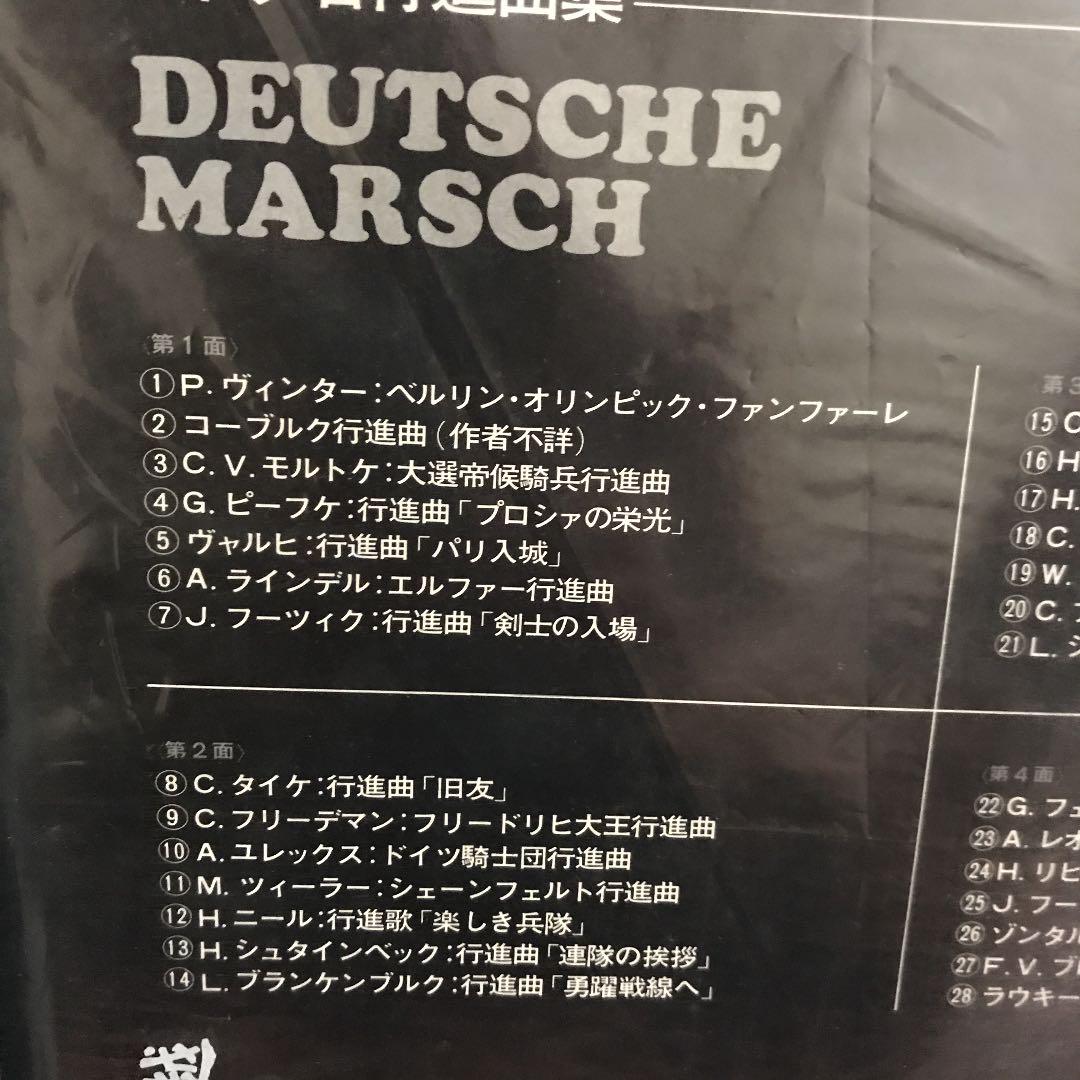 行進曲集
DEUTSCHE
MARSCH
〈第1面〉
①P. ヴィンター：ベルリン・オリンピック・ファンファーレ
②コーブルク行進曲（作者不詳）
③C. V. モルトケ：大選帝候騎兵行進曲
④G. ピーフケ：行進曲「プロシァの栄光」
⑤ヴャルヒ：行進曲「パリ入城」
⑥A. ラインデル：エルファー行進曲
⑦J. フーツィク：行進曲「剣士の入場」
〈第2面〉
⑧C. タイケ：行進曲「旧友」
⑨C. フリーデマン：フリードリヒ大王行進曲
⑩A. ユレックス：ドイツ騎士団行進曲
⑪M. ツィーラー：シェーンフェルト行進曲
⑫H. ニール：行進歌「楽しき兵隊」
⑬H. シュタインベック：行進曲「連隊の挨拶」
⑭L. ブランケンブルク：行進曲「勇躍戦線へ」
第3
⑮C
⑯H
⑰H.
⑱C.
⑲W.
⑳C.
㉑L. シ
〈第4面〉
㉒G. フェ
㉓A. レオ
㉔H. リヒ
㉕J. フー
㉖ゾンタル
㉗F. V. ブ
㉘ラウキー